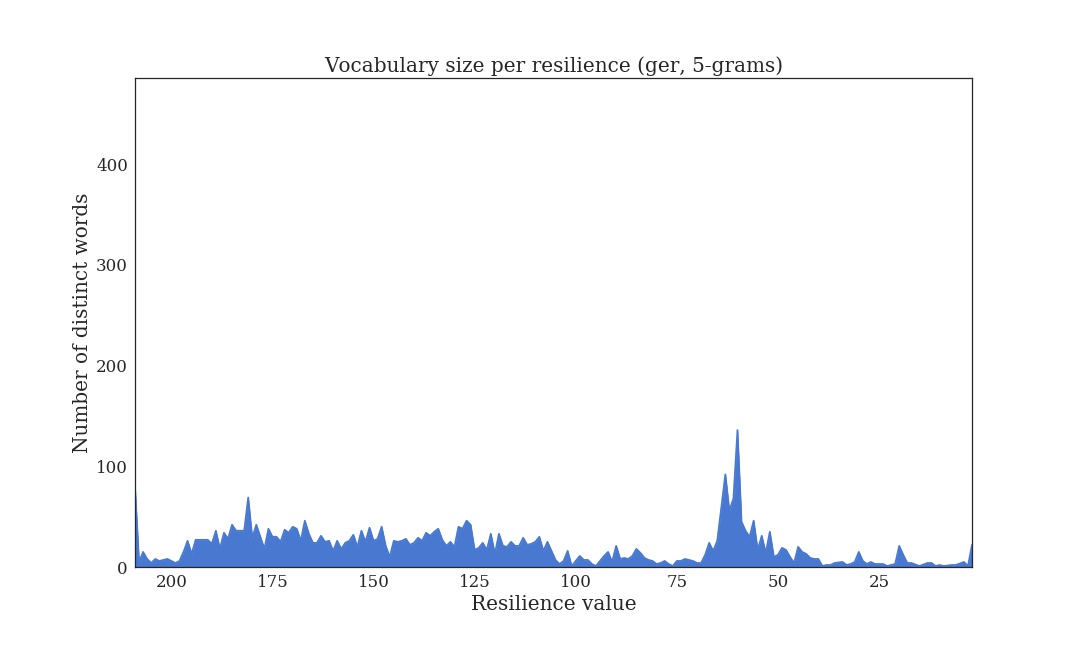 Vocabulary size per resilience (ger, 5-grams)
Number of distinct words
400
300
200
100
0
200 175 150 125 100 75 50 25
Resilience value